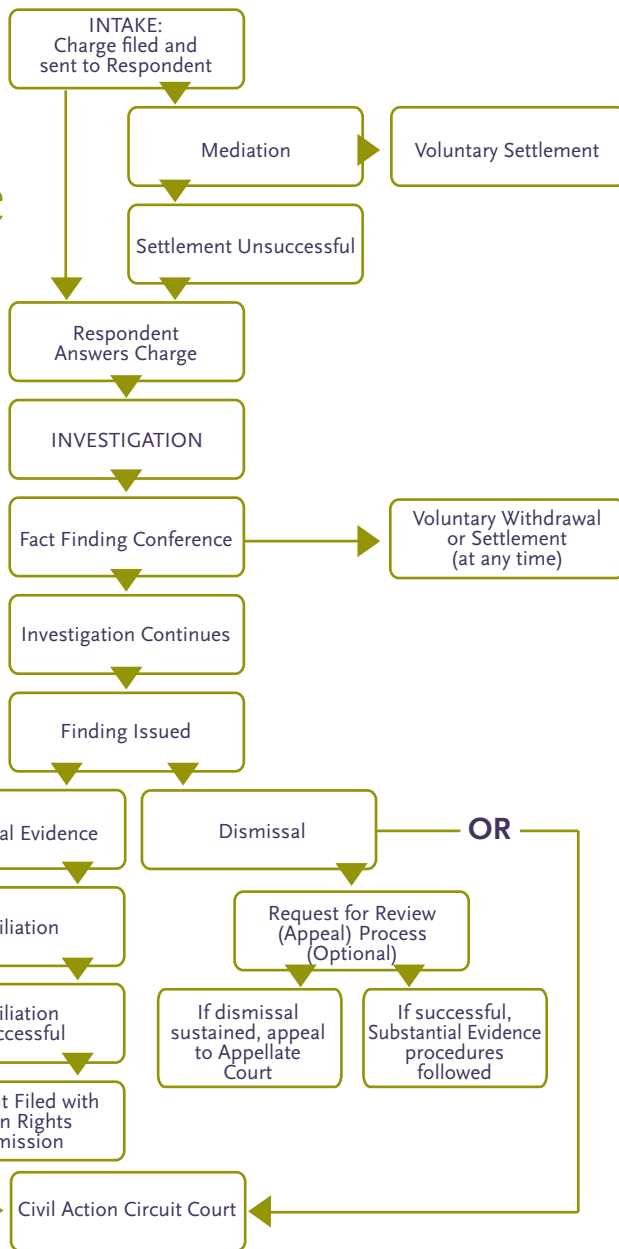 INTAKE:
Charge filed and
sent to Respondent
Mediation
Voluntary Settlement
e
Settlement Unsuccessful
Respondent
Answers Charge
INVESTIGATION
Fact Finding Conference
Voluntary Withdrawal
or Settlement
(at any time)
Investigation Continues
Finding Issued
al Evidence
Dismissal
OR
iliation
Request for Review
(Appeal) Process
(Optional)
iliation
ccessful
If dismissal
sustained, appeal
to Appellate
Court
If successful,
Substantial Evidence
procedures
followed
t Filed with
n Rights
mission
Civil Action Circuit Court